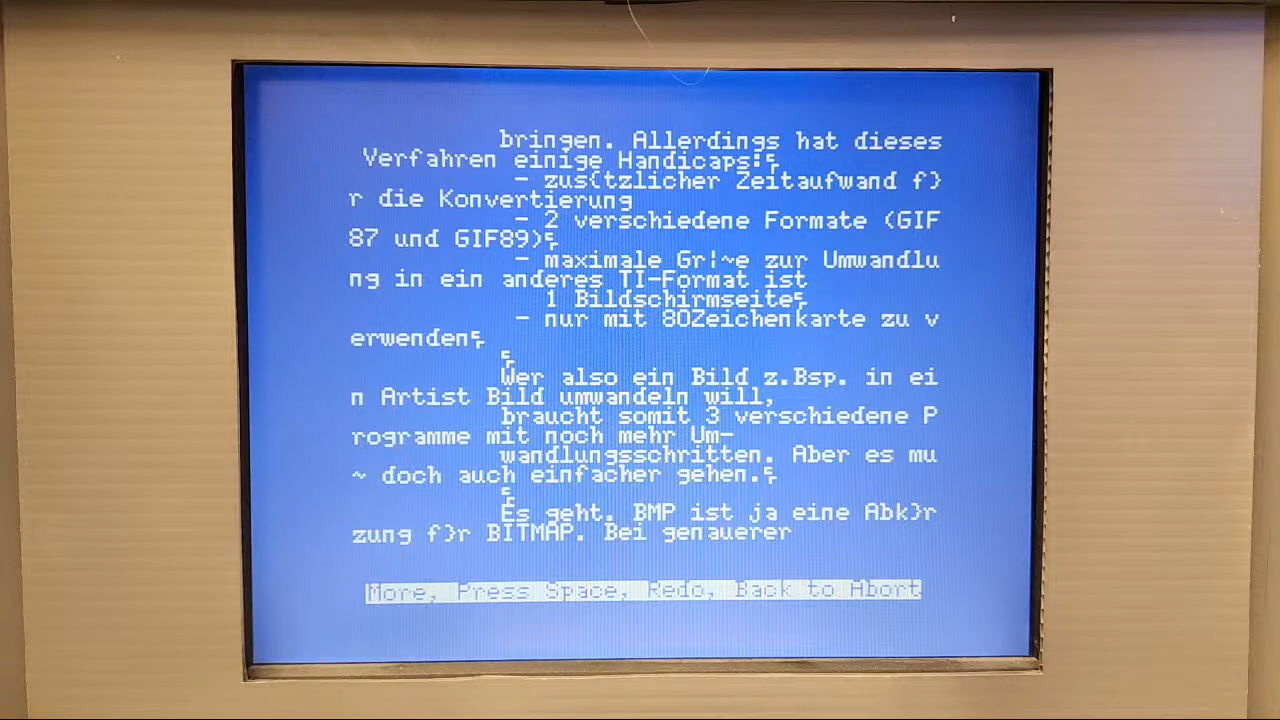 bringen. Allerdings hat dieses
Verfahren einige Handicaps:␍
- zus{tzlicher Zeitaufwand f}
r die Konvertierung
- 2 verschiedene Formate (GIF
87 und GIF89)␍
- maximale Gr¦~e zur Umwandlu
ng in ein anderes TI-Format ist
1 Bildschirmseite␍
- nur mit 80Zeichenkarte zu v
erwenden␍
␍
Wer also ein Bild z.Bsp. in ei
n Artist Bild umwandeln will,
braucht somit 3 verschiedene P
rogramme mit noch mehr Um-
wandlungsschritten. Aber es mu
~ doch auch einfacher gehen.␍
␍
Es geht. BMP ist ja eine Abk}r
zung f}r BITMAP. Bei genauerer
More, Press Space, Redo, Back to Abort